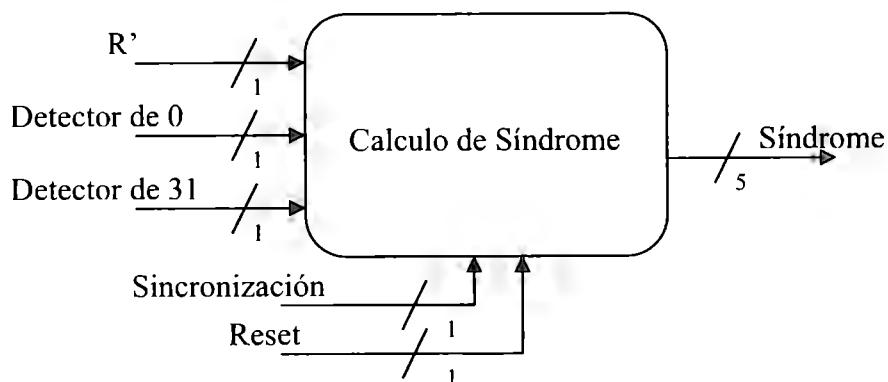 R'
1
Detector de 0
1
Detector de 31
1
Calculo de Síndrome
Síndrome
5
Sincronización
1
Reset
1